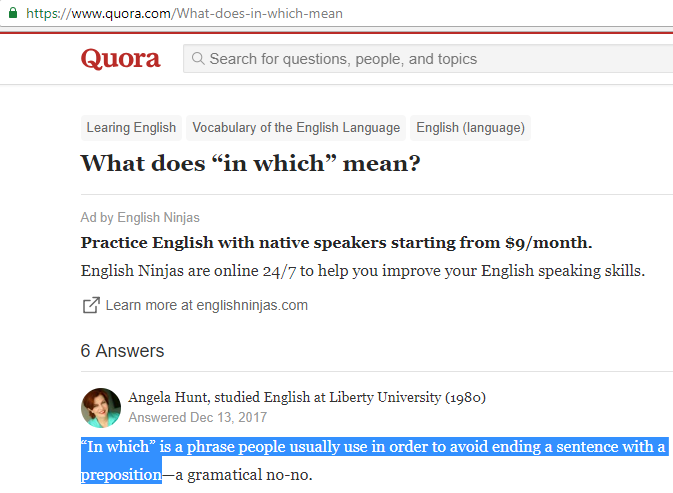 https://www.quora.com/What-does-in-which-mean
Quora
Search for questions, people, and topics
Learing English Vocabulary of the English Language English (language)
What does “in which” mean?
Ad by English Ninjas
Practice English with native speakers starting from $9/month.
English Ninjas are online 24/7 to help you improve your English speaking skills.
Learn more at englishninjas.com
6 Answers
Angela Hunt, studied English at Liberty University (1980)
Answered Dec 13, 2017
“In which” is a phrase people usually use in order to avoid ending a sentence with a
preposition—a gramatical no-no.